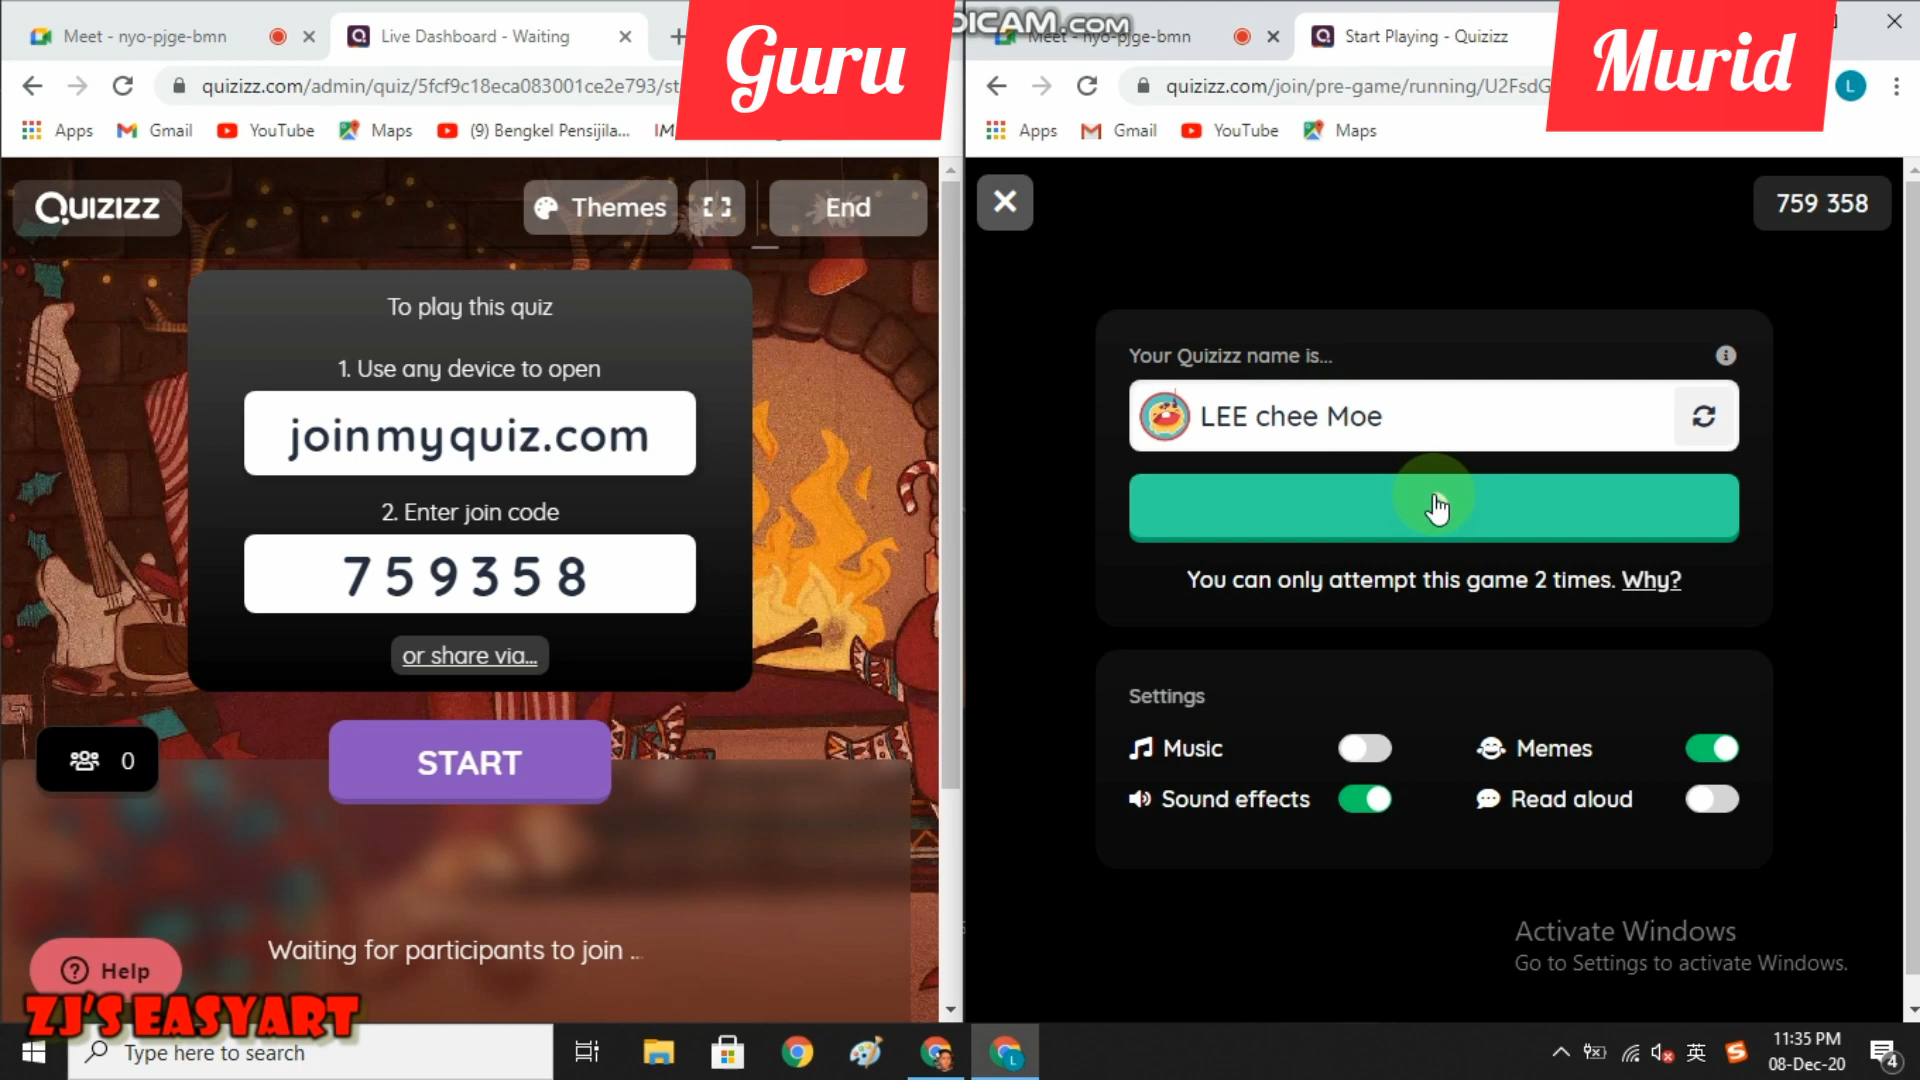 Guru
Murid
DICAM.COM
Meet - nyo-pjge-bmn
Live Dashboard - Waiting
Meet - nyo-pjge-bmn
Start Playing - Quizizz
quizizz.com/admin/quiz/5fcf9c18eca083001ce2e793/st
quizizz.com/join/pre-game/running/U2FsdG
L
Apps
Gmail
YouTube
Maps
(9) Bengkel Pensijila...
Apps
Gmail
YouTube
Maps
QUIZIZZ
Themes
End
To play this quiz
1. Use any device to open
joinmyquiz.com
2. Enter join code
759358
or share via...
0
START
Waiting for participants to join ..
Help
759 358
Your Quizizz name is...
LEE chee Moe
You can only attempt this game 2 times. Why?
Settings
Music
Memes
Sound effects
Read aloud
Activate Windows
Go to Settings to activate Windows.
ZJ'S EASYART
Type here to search
L
英
11:35 PM
08-Dec-20
4